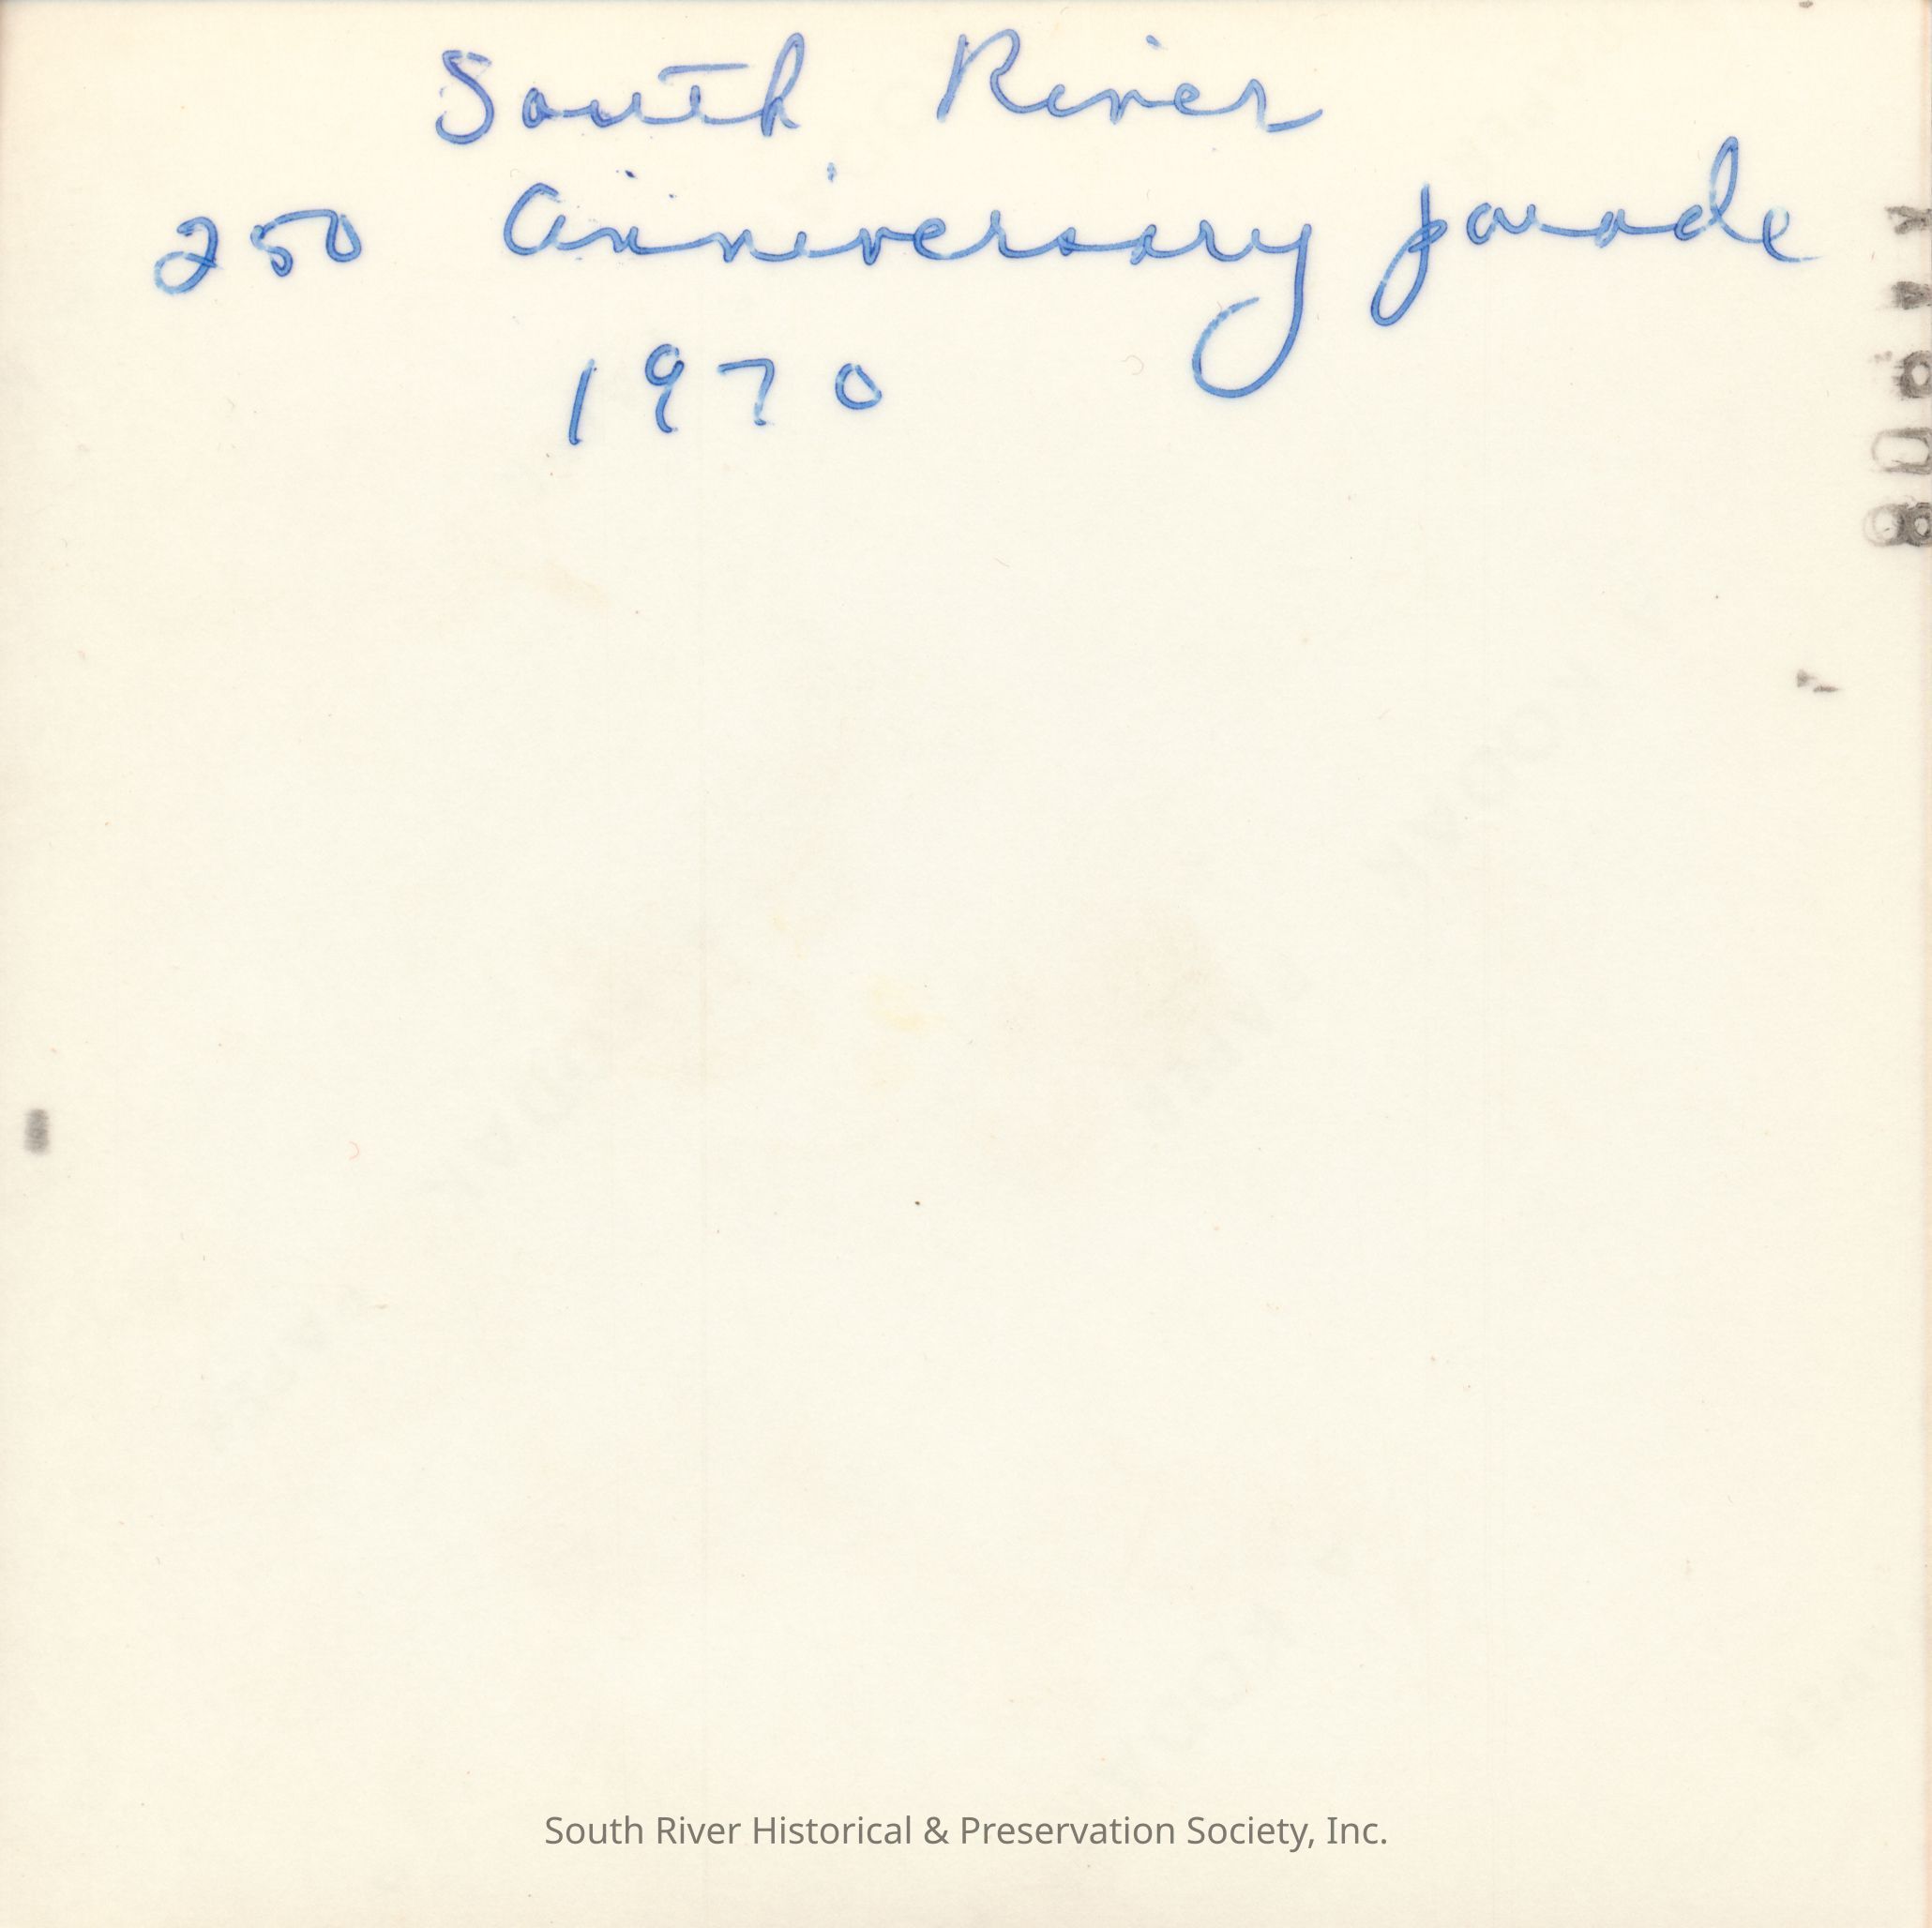 South River
250 anniversary parade
1970
South River Historical & Preservation Society, Inc.